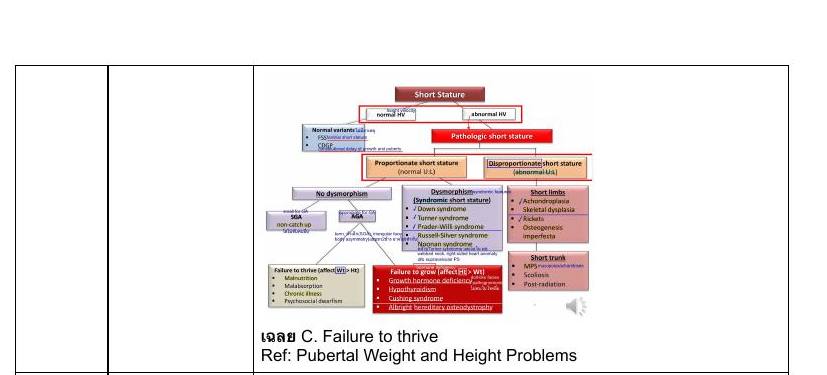 Short Stature
height velocity
normal HV
abnormal HV
Normal variants
• FSS
• CDGP
Pathologic short stature
Proportionate short stature
(normal U:L)
Disproportionate short stature
(abnormal U:L)
No dysmorphism
Dysmorphism
(Syndromic short stature)
• Down syndrome
• Turner syndrome
• Prader-Willi syndrome
• Russell-Silver syndrome
• Noonan syndrome
Short limbs
• Achondroplasia
• Skeletal dysplasia
• Rickets
• Osteogenesis
imperfecta
SGA
non-catch up
AGA
Short trunk
• MPS
• Scoliosis
• Post-radiation
Failure to thrive (affect Wt > Ht)
• Malnutrition
• Malabsorption
• Chronic illness
• Psychosocial dwarfism
Failure to grow (affect Ht > Wt)
• Growth hormone deficiency
• Hypothyroidism
• Cushing syndrome
• Albright hereditary osteodystrophy
เฉลย C. Failure to thrive
Ref: Pubertal Weight and Height Problems